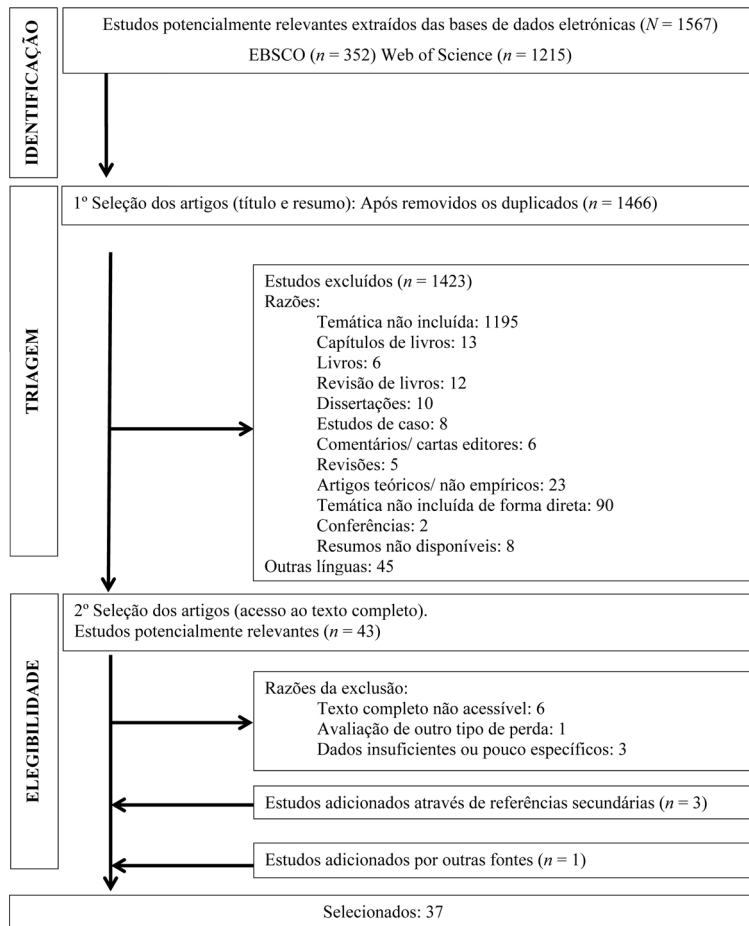 IDENTIFICAÇÃO
Estudos potencialmente relevantes extraídos das bases de dados eletrónicas (N = 1567)
EBSCO (n = 352) Web of Science (n = 1215)
TRIAGEM
1º Seleção dos artigos (título e resumo): Após removidos os duplicados (n = 1466)
Estudos excluídos (n = 1423)
Razões:
Temática não incluída: 1195
Capítulos de livros: 13
Livros: 6
Revisão de livros: 12
Dissertações: 10
Estudos de caso: 8
Comentários/ cartas editores: 6
Revisões: 5
Artigos teóricos/ não empíricos: 23
Temática não incluída de forma direta: 90
Conferências: 2
Resumos não disponíveis: 8
Outras línguas: 45
ELEGIBILIDADE
2º Seleção dos artigos (acesso ao texto completo).
Estudos potencialmente relevantes (n = 43)
Razões da exclusão:
Texto completo não acessível: 6
Avaliação de outro tipo de perda: 1
Dados insuficientes ou pouco específicos: 3
Estudos adicionados através de referências secundárias (n = 3)
Estudos adicionados por outras fontes (n = 1)
Selecionados: 37